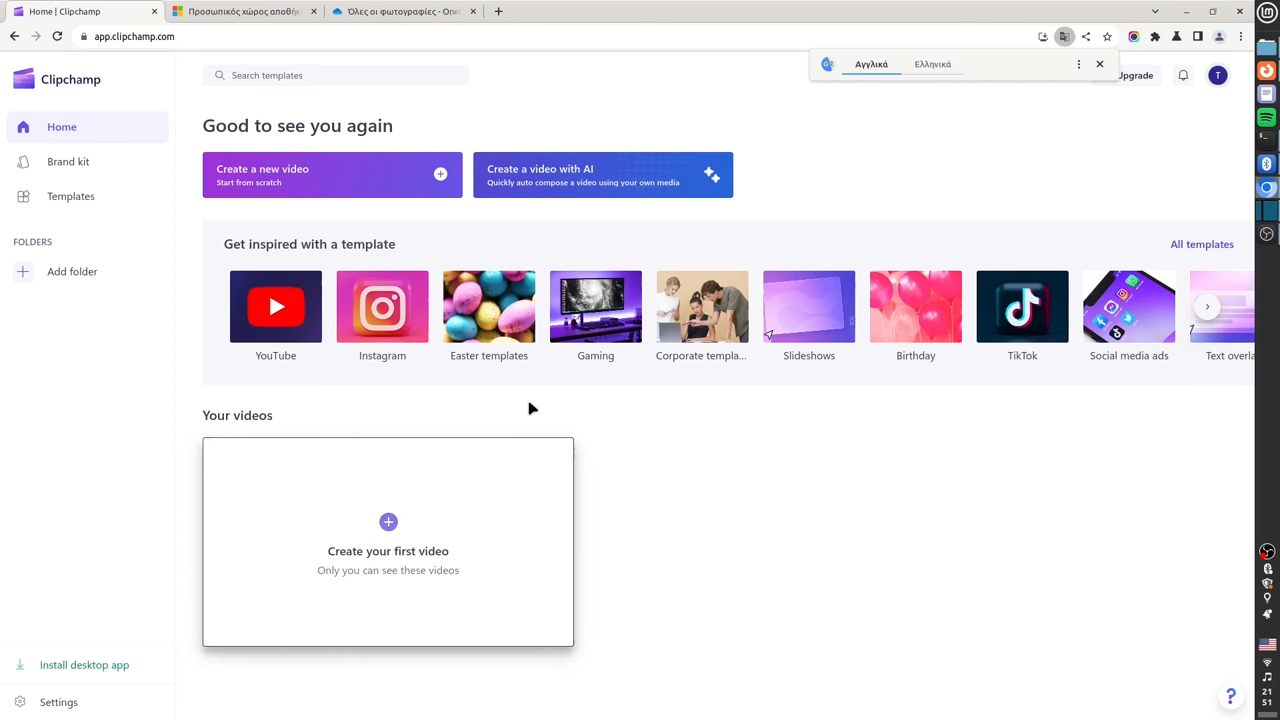 Home | Clipchamp
Προσωπικός χώρος αποθή
Όλες οι φωτογραφίες - One
app.clipchamp.com
Αγγλικά
Ελληνικά
Clipchamp
Search templates
Upgrade
T
Home
Brand kit
Templates
FOLDERS
Add folder
Good to see you again
Create a new video
Start from scratch
Create a video with AI
Quickly auto compose a video using your own media
Get inspired with a template
All templates
YouTube
Instagram
Easter templates
Gaming
Corporate templa...
Slideshows
Birthday
TikTok
Social media ads
Text overla
Your videos
Create your first video
Only you can see these videos
Install desktop app
Settings
?
21
51